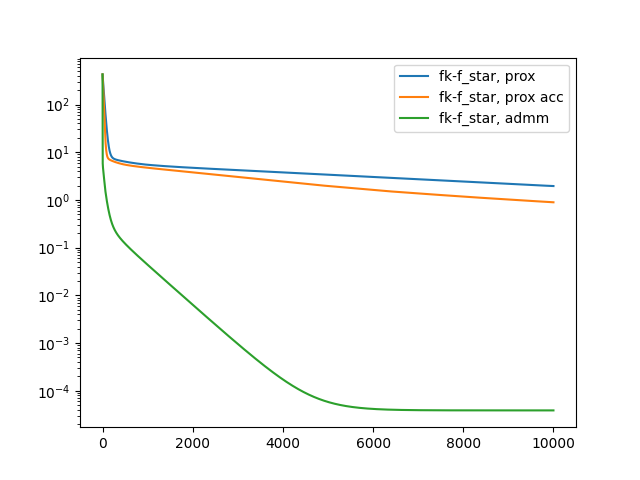 fk-f_star, prox
fk-f_star, prox acc
fk-f_star, admm
10²
10¹
10⁰
10⁻¹
10⁻²
10⁻³
10⁻⁴
0 2000 4000 6000 8000 10000